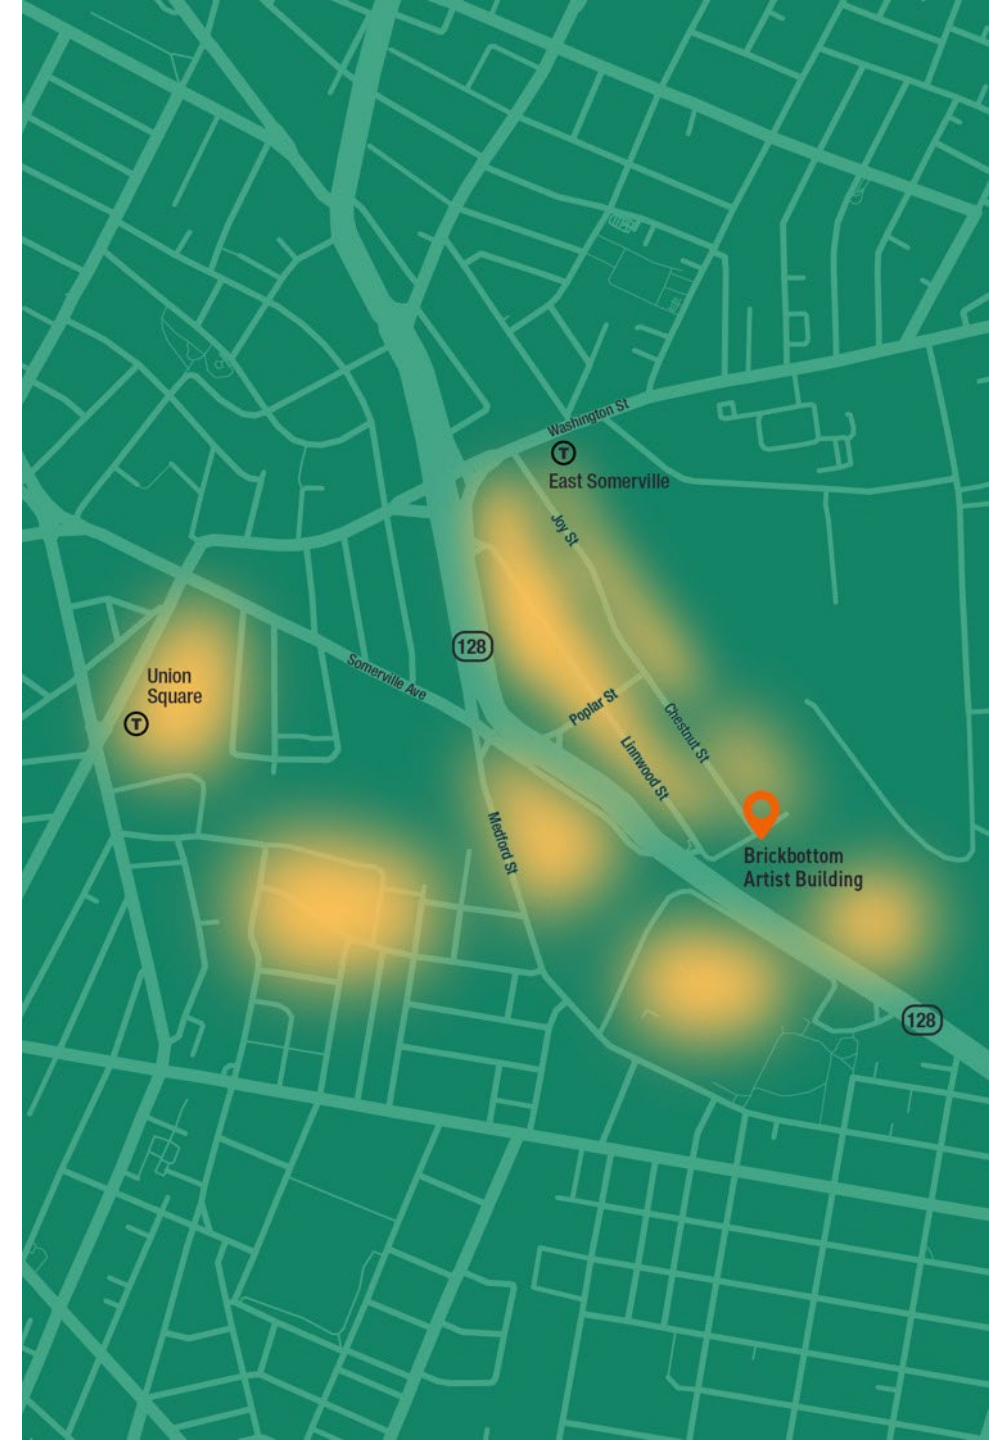 Washington St
T
East Somerville
Joy St
128
Somerville Ave
Union
Square
T
Poplar St
Chestnut St
Linnwood St
Medford St
Brickbottom
Artist Building
128